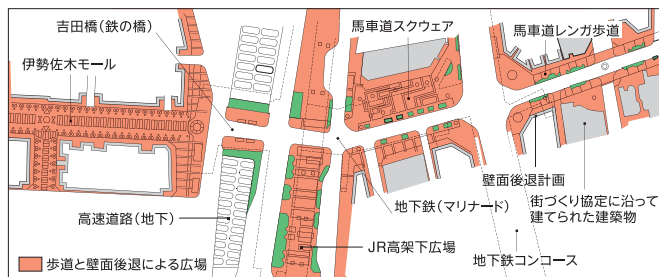 吉田橋（鉄の橋）
馬車道スクウェア
馬車道レンガ歩道
伊勢佐木モール
壁面後退計画
街づくり協定に沿って
建てられた建築物
高速道路（地下）
地下鉄（マリナード）
JR高架下広場
地下鉄コンコース
歩道と壁面後退による広場